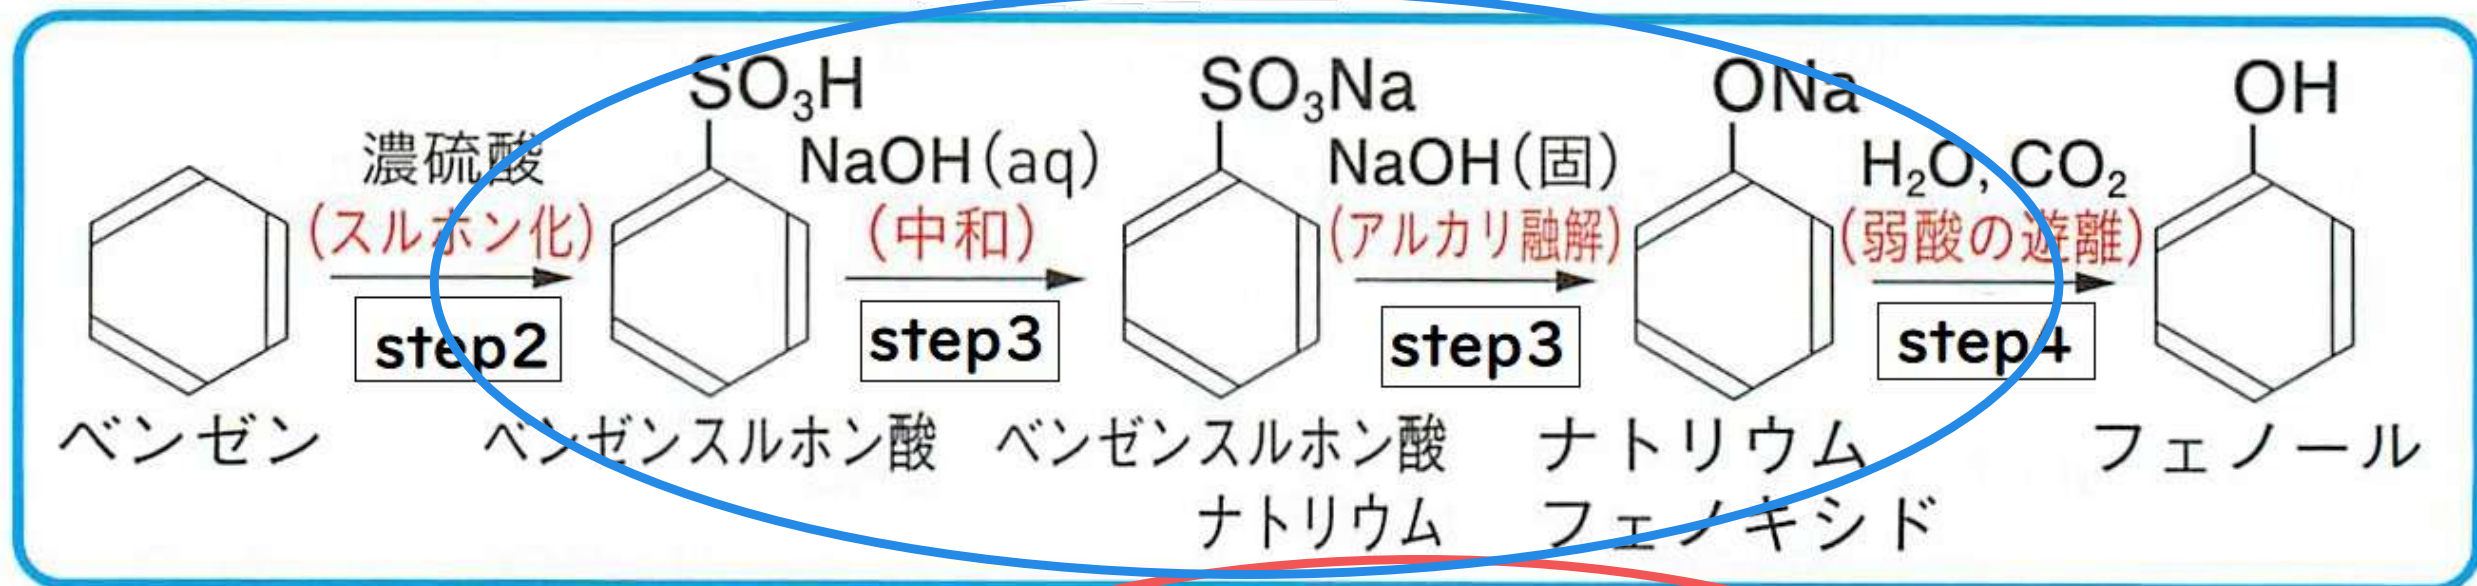 SO₃H
SO₃Na
ONa
OH
濃硫酸
NaOH(aq)
NaOH(固)
H₂O, CO₂
(スルホン化)
(中和)
(アルカリ融解)
(弱酸の遊離)
step2
step3
step3
step4
ベンゼン
ベンゼンスルホン酸
ベンゼンスルホン酸
ナトリウム
ナトリウム
フェノキシド
フェノール